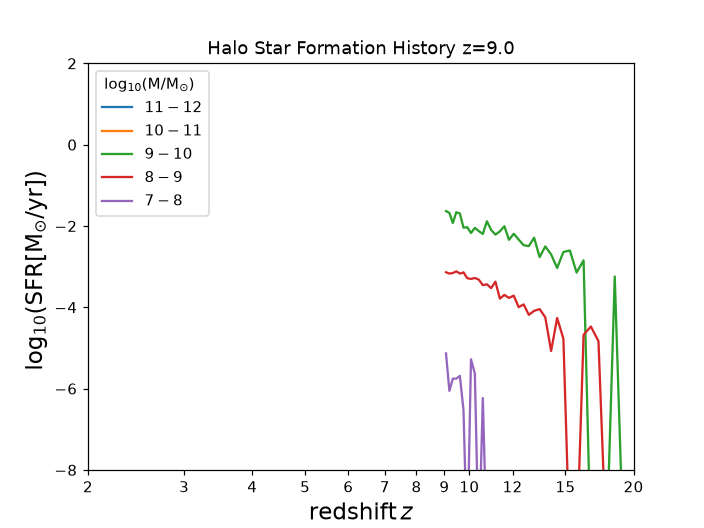 Halo Star Formation History z=9.0
log₁₀(M/M⊙)
11 − 12
10 − 11
9 − 10
8 − 9
7 − 8
2
0
−2
−4
−6
−8
log₁₀(SFR[M⊙/yr])
2 3 4 5 6 7 8 9 10 12 15 20
redshift z